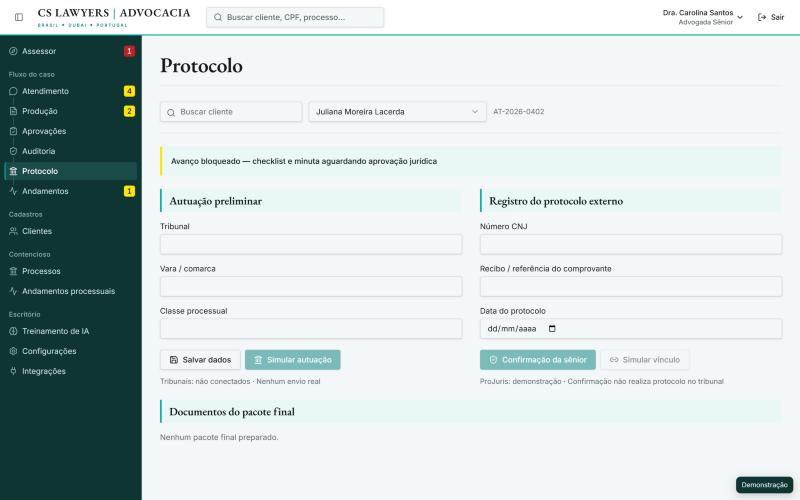 CS LAWYERS | ADVOCACIA
BRASIL • DUBAI • PORTUGAL
Buscar cliente, CPF, processo...
Dra. Carolina Santos
Advogada Sênior
Sair
Assessor 1
Fluxo do caso
Atendimento 4
Produção 2
Aprovações
Auditoria
Protocolo
Andamentos 1
Cadastros
Clientes
Contencioso
Processos
Andamentos processuais
Escritório
Treinamento de IA
Configurações
Integrações
Protocolo
Buscar cliente
Juliana Moreira Lacerda
AT-2026-0402
Avanço bloqueado — checklist e minuta aguardando aprovação jurídica
Autuação preliminar
Tribunal
Vara / comarca
Classe processual
Salvar dados
Simular autuação
Tribunais: não conectados · Nenhum envio real
Registro do protocolo externo
Número CNJ
Recibo / referência do comprovante
Data do protocolo
dd/mm/aaaa
Confirmação da sênior
Simular vínculo
ProJuris: demonstração · Confirmação não realiza protocolo no tribunal
Documentos do pacote final
Nenhum pacote final preparado.
Demonstração